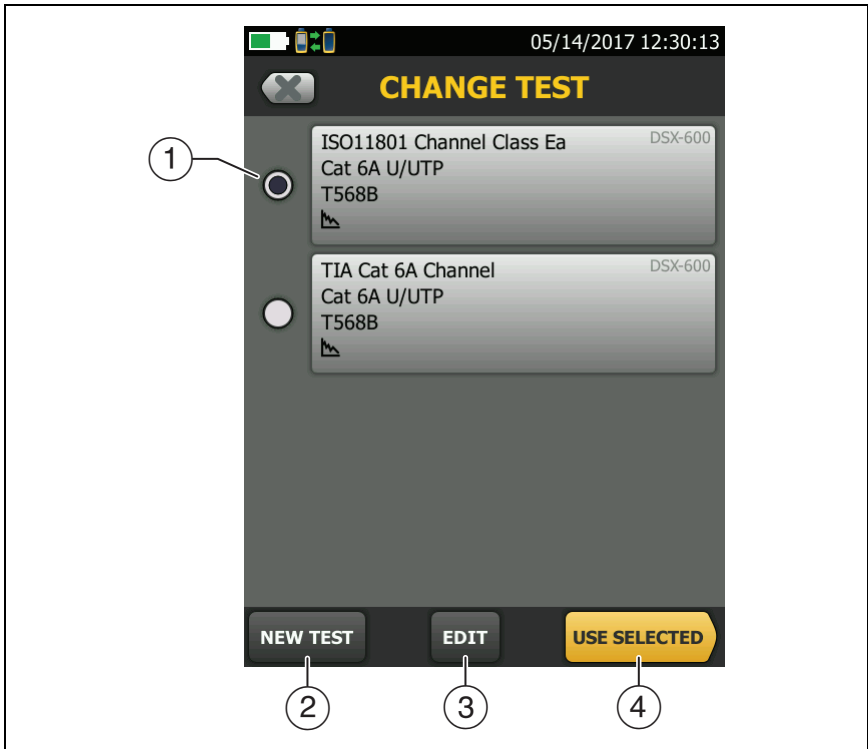 05/14/2017 12:30:13
CHANGE TEST
1
ISO11801 Channel Class Ea DSX-600
Cat 6A U/UTP
T568B
TIA Cat 6A Channel DSX-600
Cat 6A U/UTP
T568B
NEW TEST EDIT USE SELECTED
2 3 4